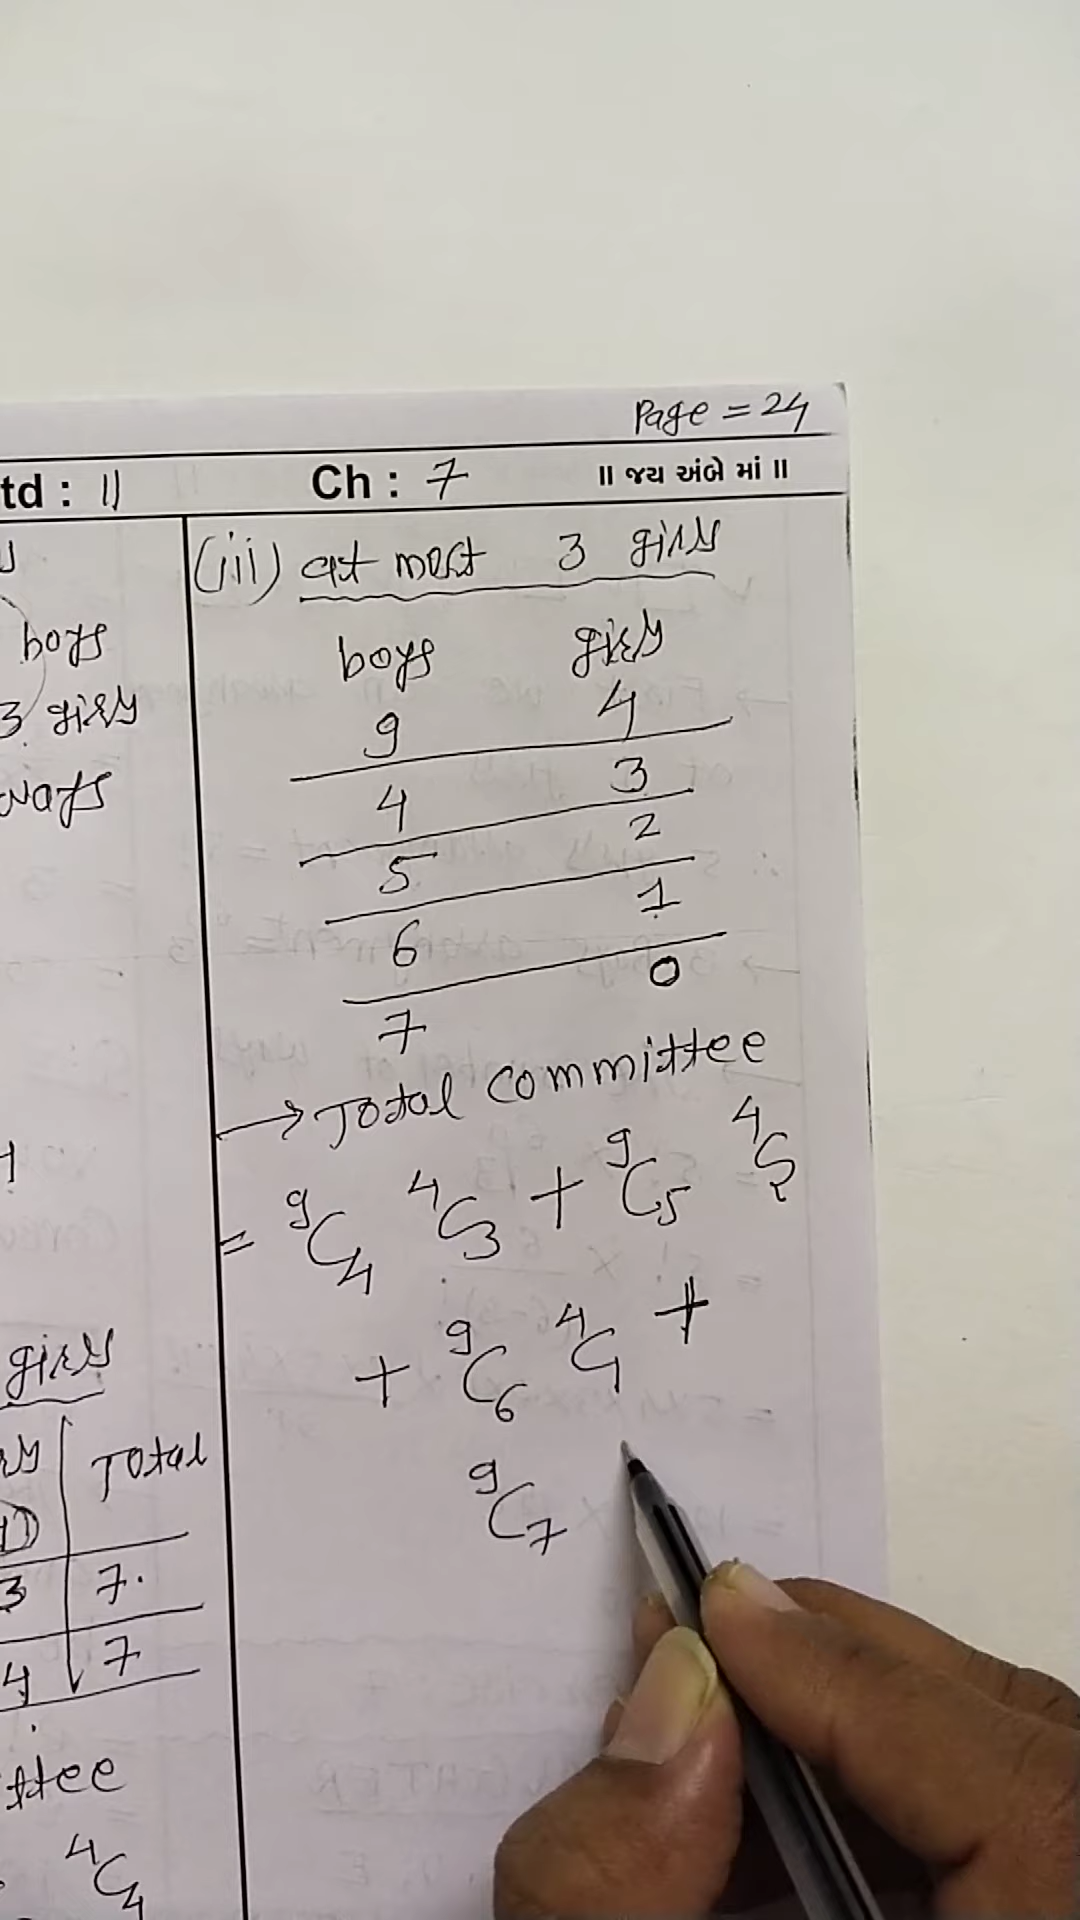 Page = 24
td : 11 Ch : 7 ॥ જય અંબે માં ॥
boys
3 girls
ways
girls
Total
3 7.
4 7
ttee
⁴C₄
(iii) at most 3 girls
boys girls
9 4
4 3
5 2
6 1
7 0
→ Total committee
= ⁹C₄ ⁴C₃ + ⁹C₅ ⁴C₂
+ ⁹C₆ ⁴C₁ +
⁹C₇